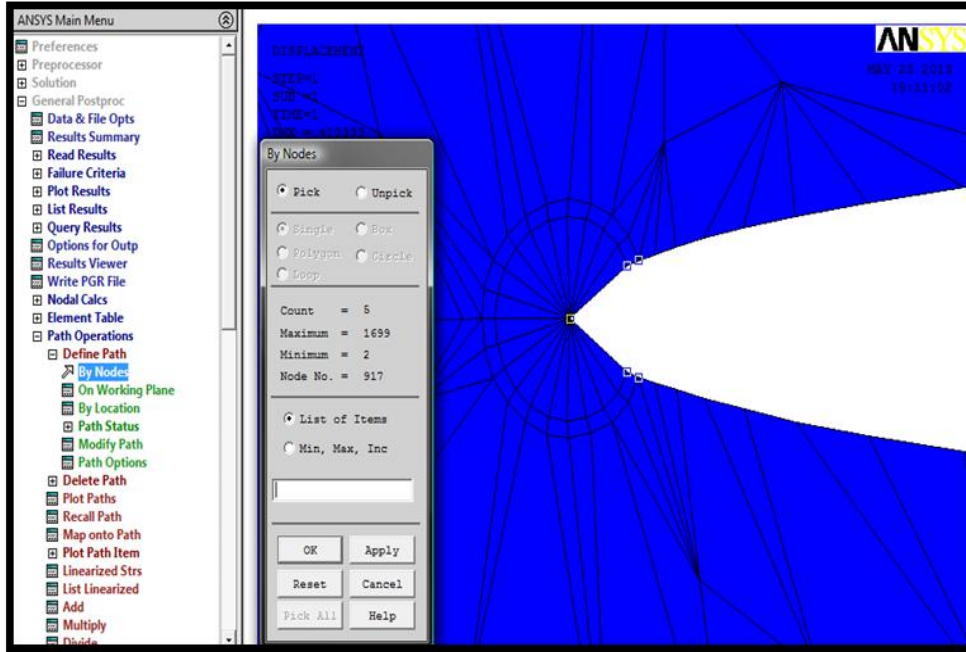 ANSYS Main Menu
Preferences
Preprocessor
Solution
General Postproc
Data & File Opts
Results Summary
Read Results
Failure Criteria
Plot Results
List Results
Query Results
Options for Outp
Results Viewer
Write PGR File
Nodal Calcs
Element Table
Path Operations
Define Path
By Nodes
On Working Plane
By Location
Path Status
Modify Path
Path Options
Delete Path
Plot Paths
Recall Path
Map onto Path
Plot Path Item
Linearized Strs
List Linearized
Add
Multiply
Divide
DISPLACEMENT
STEP=1
SUB =1
TIME=1
By Nodes
Pick Unpick
Single Box
Polygon Circle
Loop
Count = 5
Maximum = 1699
Minimum = 2
Node No. = 917
List of Items
Min, Max, Inc
OK Apply
Reset Cancel
Pick All Help
ANSYS